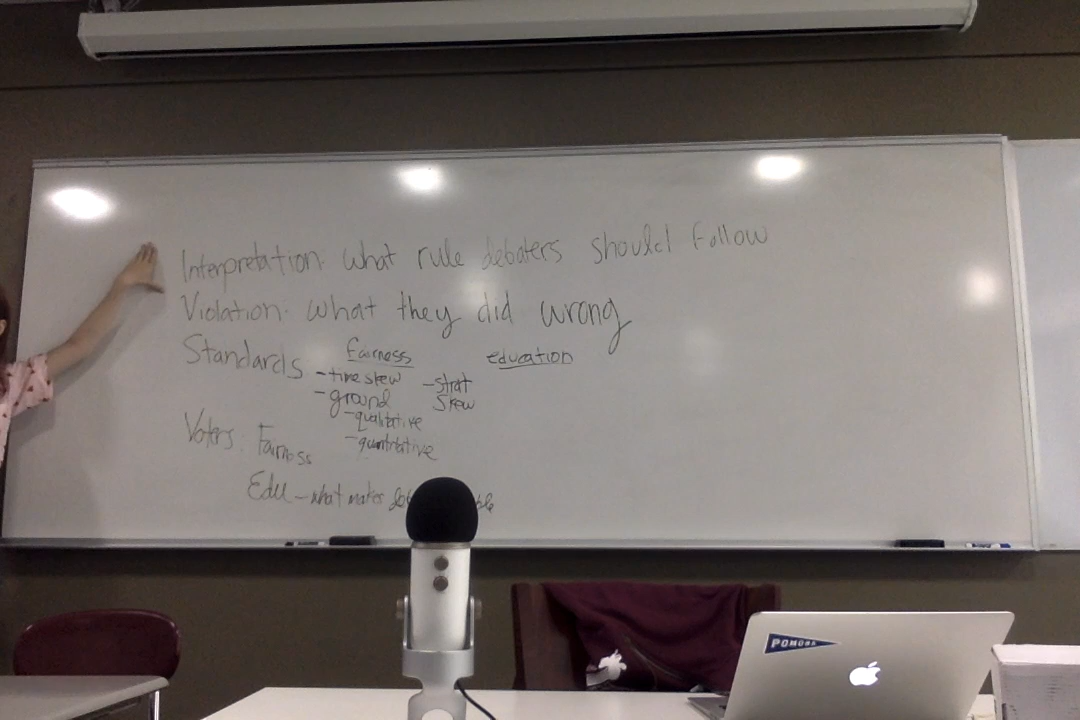 Interpretation: what rule debaters should follow
Violation: what they did wrong
Standards fairness education
- time skew - strat
- ground skew
- qualitative
Voters: Fairness - quantitative
Edu - what makes
POMONA